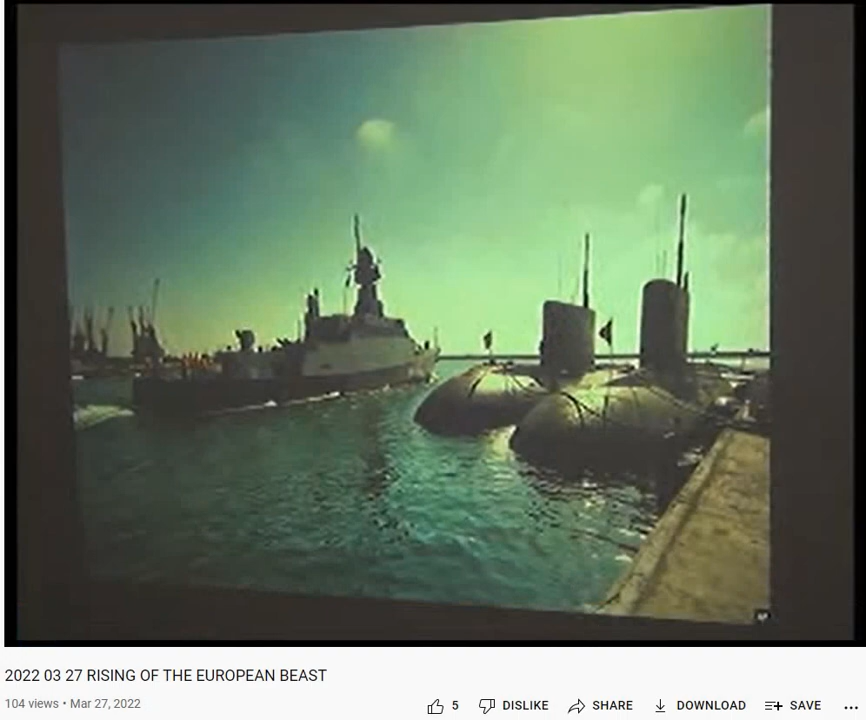 2022 03 27 RISING OF THE EUROPEAN BEAST
104 views • Mar 27, 2022
5 DISLIKE SHARE DOWNLOAD SAVE ...